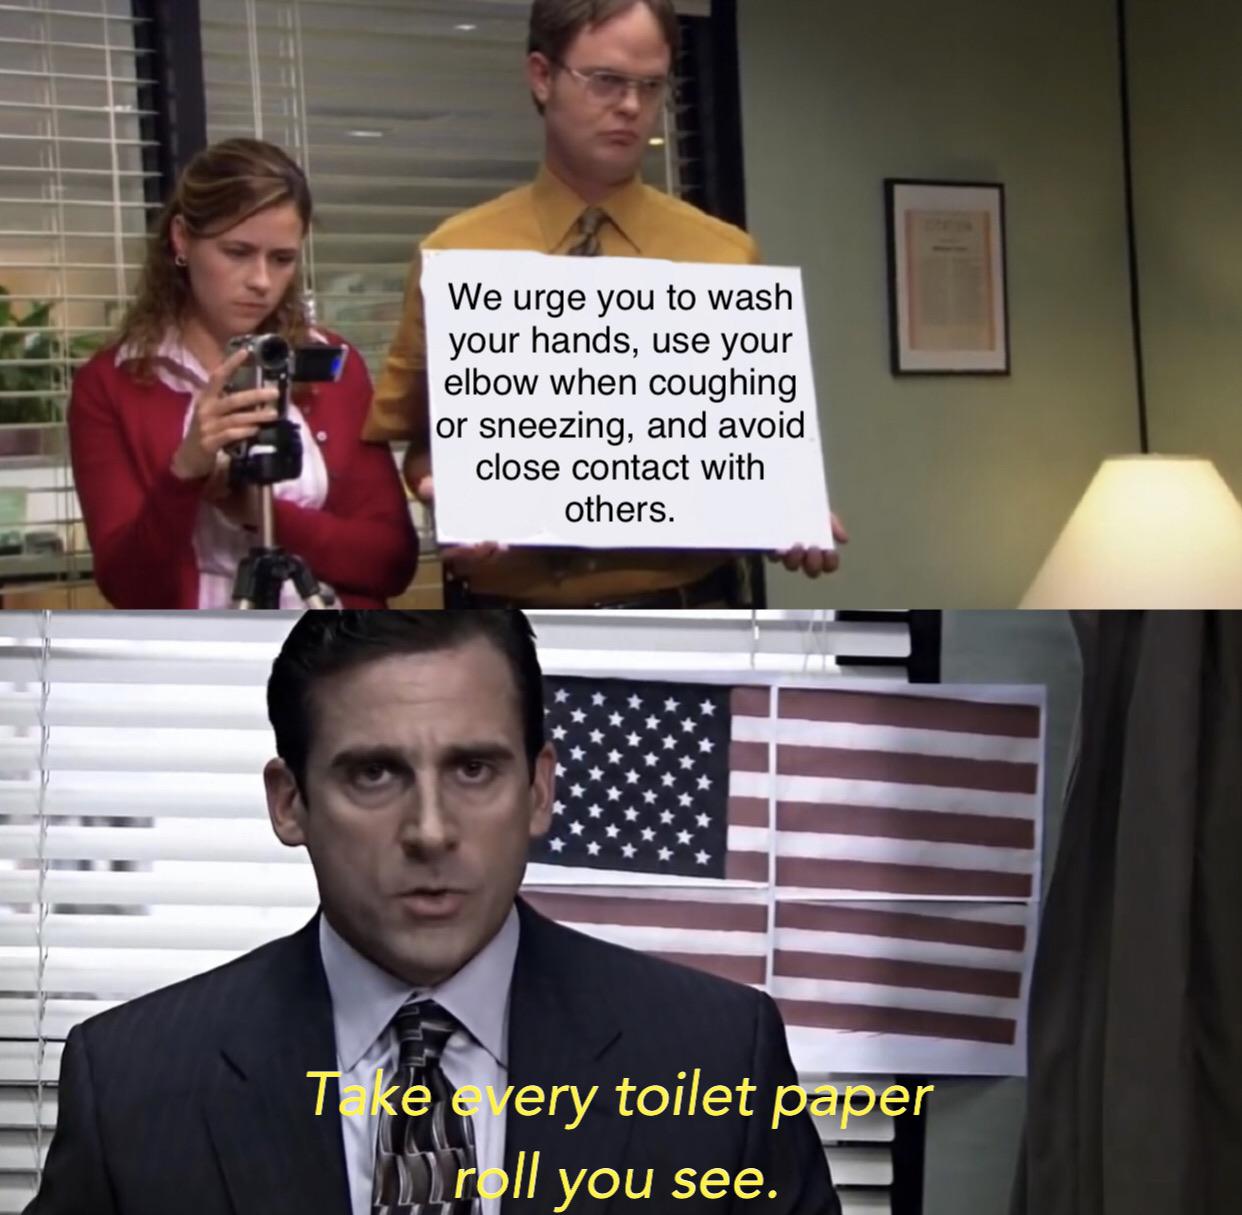 We urge you to wash
your hands, use your
elbow when coughing
or sneezing, and avoid
close contact with
others.
Take every toilet paper
roll you see.